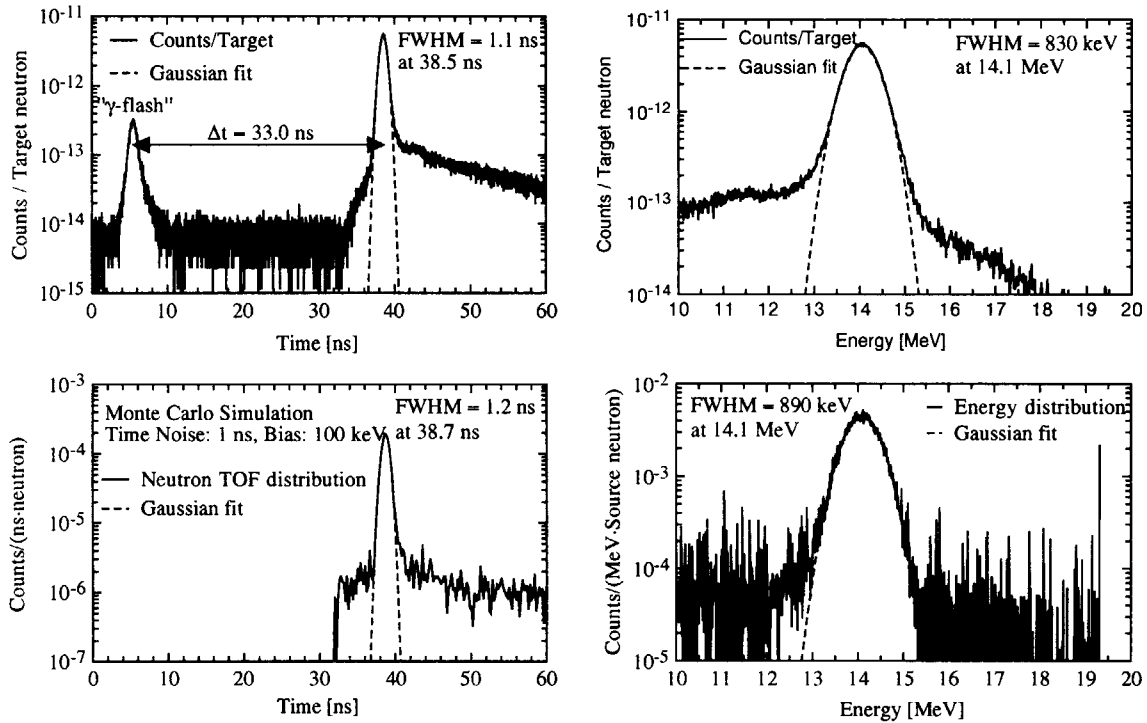 10-11
10-12
10-13
10-14
10-15
Counts / Target neutron
Counts/Target
Gaussian fit
FWHM = 1.1 ns
at 38.5 ns
"γ-flash"
Δt = 33.0 ns
0 10 20 30 40 50 60
Time [ns]
10-11
10-12
10-13
10-14
Counts / Target neutron
Counts/Target
Gaussian fit
FWHM = 830 keV
at 14.1 MeV
10 11 12 13 14 15 16 17 18 19 20
Energy [MeV]
10-3
10-4
10-5
10-6
10-7
Counts/(ns·neutron)
Monte Carlo Simulation
Time Noise: 1 ns, Bias: 100 keV
FWHM = 1.2 ns
at 38.7 ns
Neutron TOF distribution
Gaussian fit
0 10 20 30 40 50 60
Time [ns]
10-2
10-3
10-4
10-5
Counts/(MeV·Source neutron)
FWHM = 890 keV
at 14.1 MeV
Energy distribution
Gaussian fit
10 11 12 13 14 15 16 17 18 19 20
Energy [MeV]